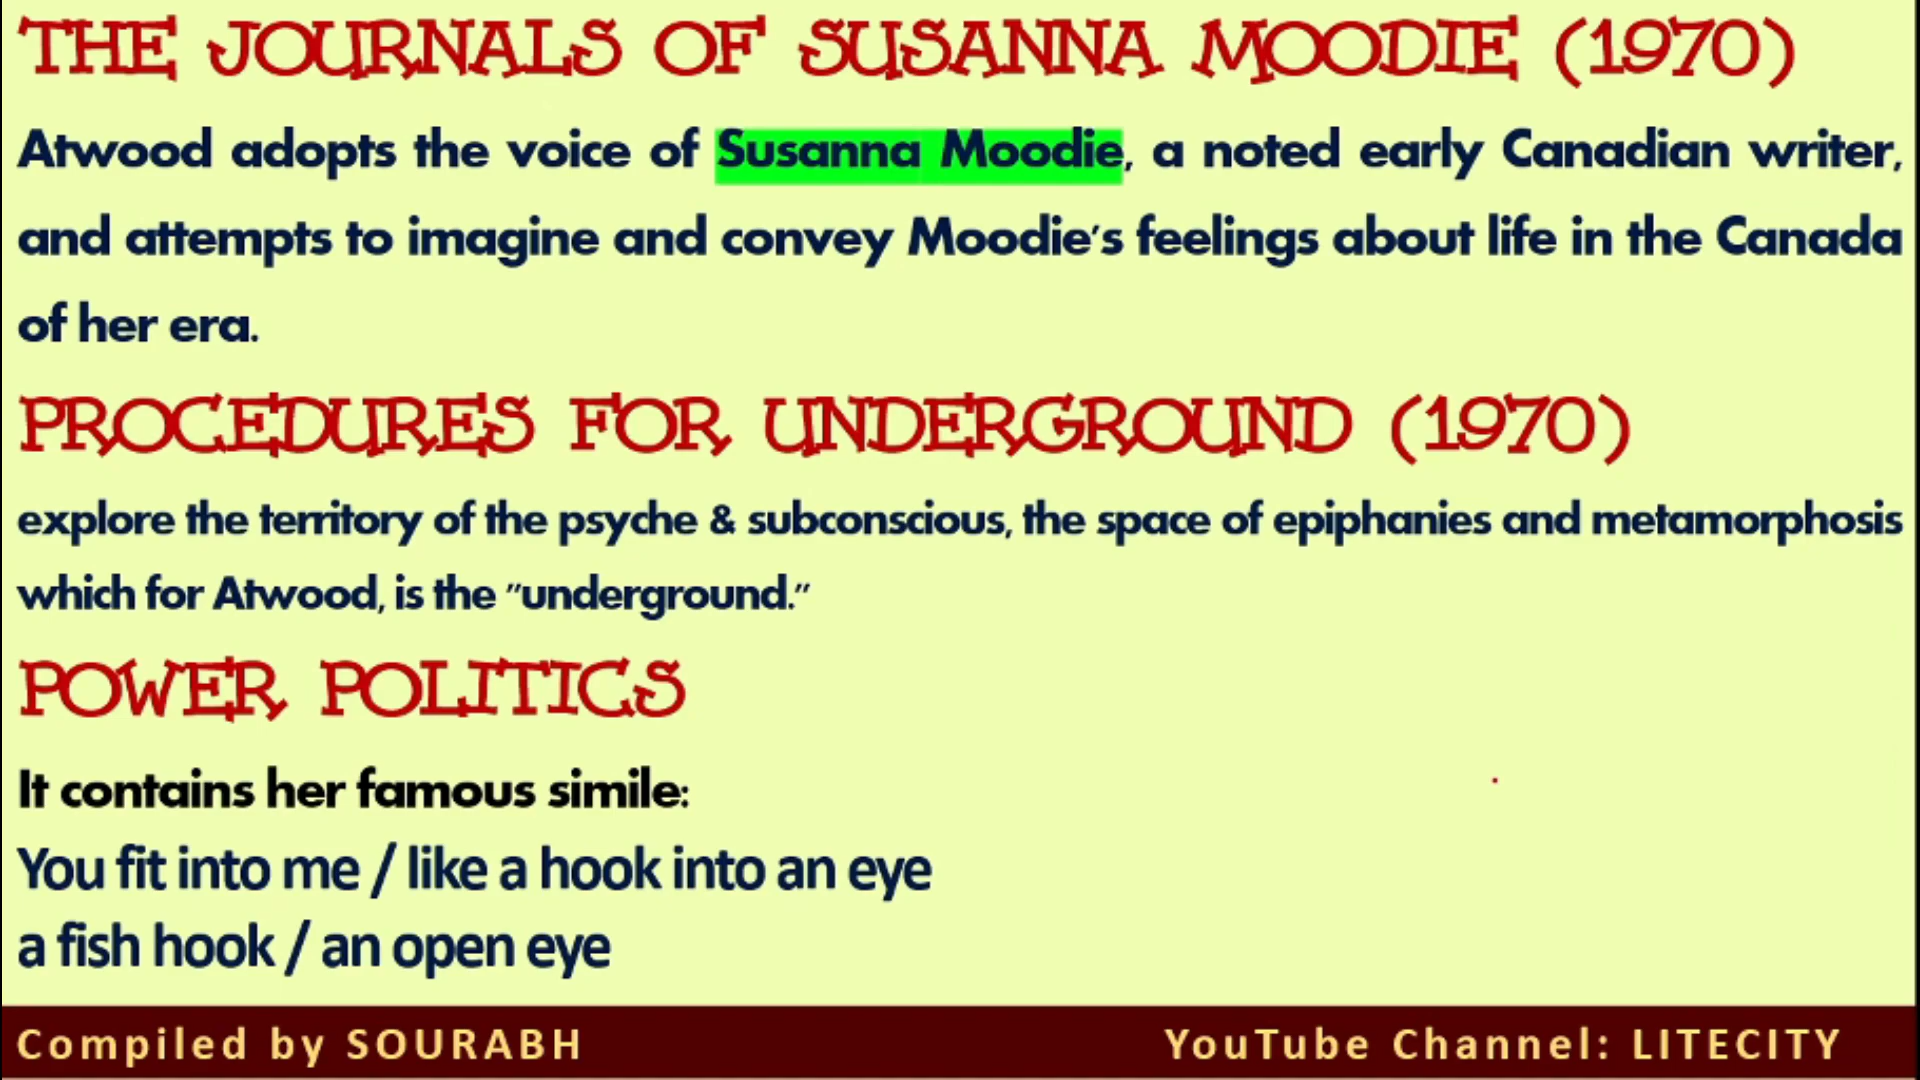 THE JOURNALS OF SUSANNA MOODIE (1970)
Atwood adopts the voice of Susanna Moodie, a noted early Canadian writer,
and attempts to imagine and convey Moodie's feelings about life in the Canada
of her era.
PROCEDURES FOR UNDERGROUND (1970)
explore the territory of the psyche & subconscious, the space of epiphanies and metamorphosis
which for Atwood, is the "underground."
POWER POLITICS
It contains her famous simile:
You fit into me / like a hook into an eye
a fish hook / an open eye
Compiled by SOURABH
YouTube Channel: LITECITY